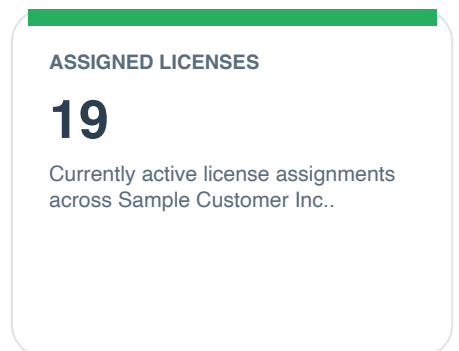 ASSIGNED LICENSES
19
Currently active license assignments
across Sample Customer Inc..